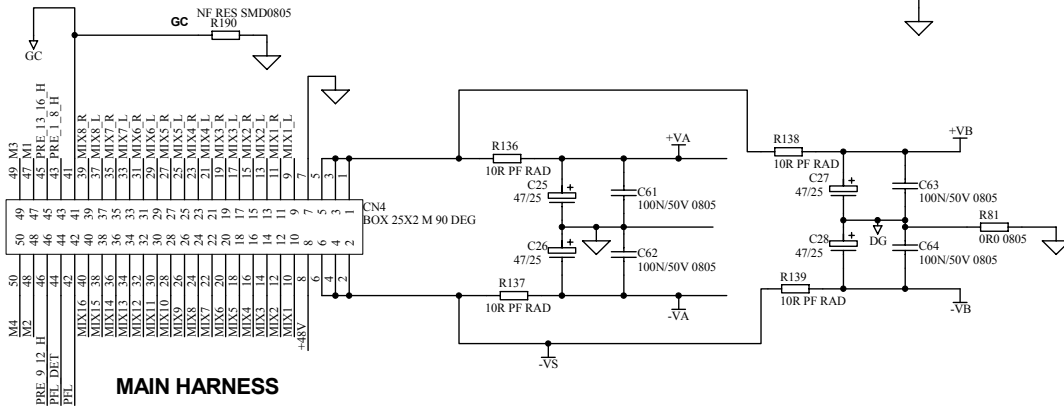 NF RES SMD0805
GC R190
GC
49 M3
47 M1
45 PRE_13_16_H
43 PRE_1_8_H
41
39 MIX8_R
37 MIX8_L
35 MIX7_R
33 MIX7_L
31 MIX6_R
29 MIX6_L
27 MIX5_R
25 MIX5_L
23 MIX4_R
21 MIX4_L
19 MIX3_R
17 MIX3_L
15 MIX2_R
13 MIX2_L
11 MIX1_R
9 MIX1_L
7
5
3
1
49 47 45 43 41 39 37 35 33 31 29 27 25 23 21 19 17 15 13 11 9 7 5 3 1
50 48 46 44 42 40 38 36 34 32 30 28 26 24 22 20 18 16 14 12 10 8 6 4 2
CN4
BOX 25X2 M 90 DEG
M4 50
M2 48
PRE_9_12_H 46
PFL_DET 44
PFL 42
MIX16 40
MIX15 38
MIX14 36
MIX13 34
MIX12 32
MIX11 30
MIX10 28
MIX9 26
MIX8 24
MIX7 22
MIX6 20
MIX5 18
MIX4 16
MIX3 14
MIX2 12
MIX1 10
+48V 8
6
4
2
MAIN HARNESS
R136
10R PF RAD
+VA
C25
+
47/25
C61
100N/50V 0805
C26
+
47/25
C62
100N/50V 0805
R137
10R PF RAD
-VA
-VS
R138
10R PF RAD
+VB
C27
+
47/25
C63
100N/50V 0805
R81
0R0 0805
DG
C28
+
47/25
C64
100N/50V 0805
R139
10R PF RAD
-VB